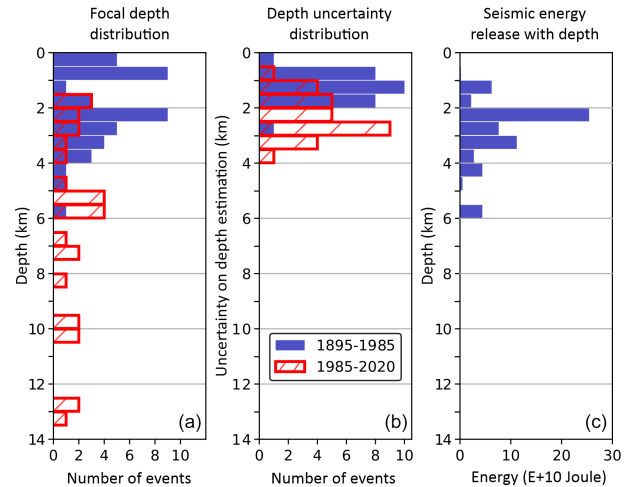 Focal depth
distribution
Depth uncertainty
distribution
Seismic energy
release with depth
0
2
4
6
8
10
12
14
Depth (km)
0 2 4 6 8 10
Number of events
(a)
0
2
4
6
8
10
12
14
Uncertainty on depth estimation (km)
0 2 4 6 8 10
Number of events
1895-1985
1985-2020
(b)
0
2
4
6
8
10
12
14
Depth (km)
0 10 20 30
Energy (E+10 Joule)
(c)